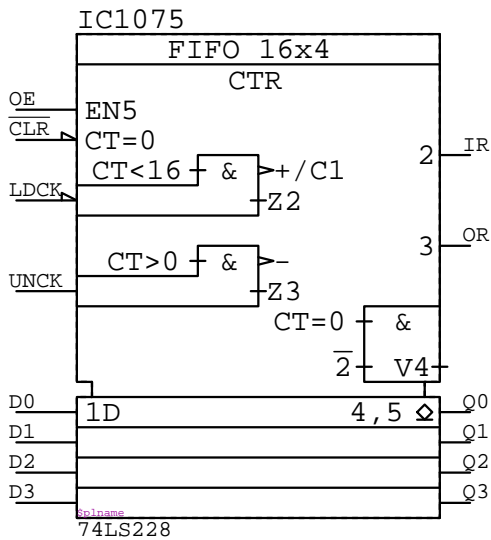 IC1075
FIFO 16x4
CTR
OE
EN5
CLR
CT=0
CT<16 & +/C1
IR
2
LDCK
Z2
OR
3
CT>0 & -
UNCK
Z3
CT=0 &
2 V4
D0 1D 4,5 Q0
D1 Q1
D2 Q2
D3 Q3
$plname
74LS228